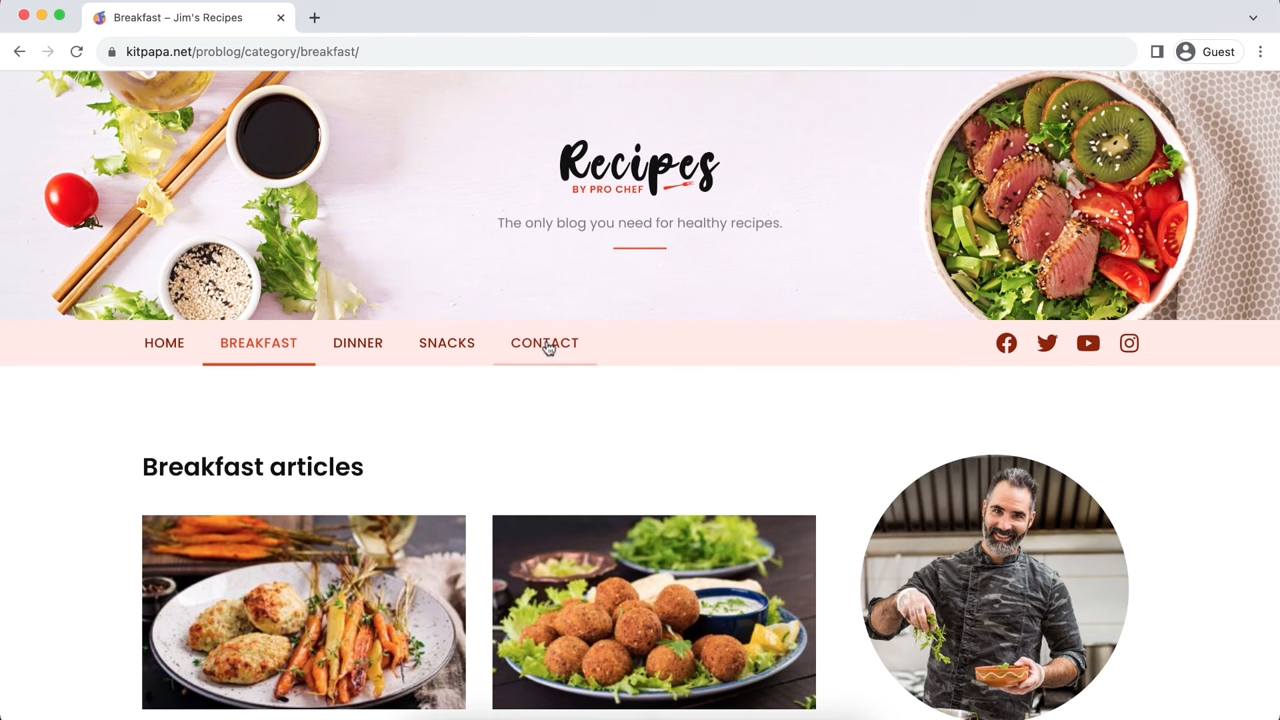 Breakfast – Jim's Recipes
kitpapa.net/problog/category/breakfast/
Guest
Recipes
BY PRO CHEF
The only blog you need for healthy recipes.
HOME BREAKFAST DINNER SNACKS CONTACT
Breakfast articles